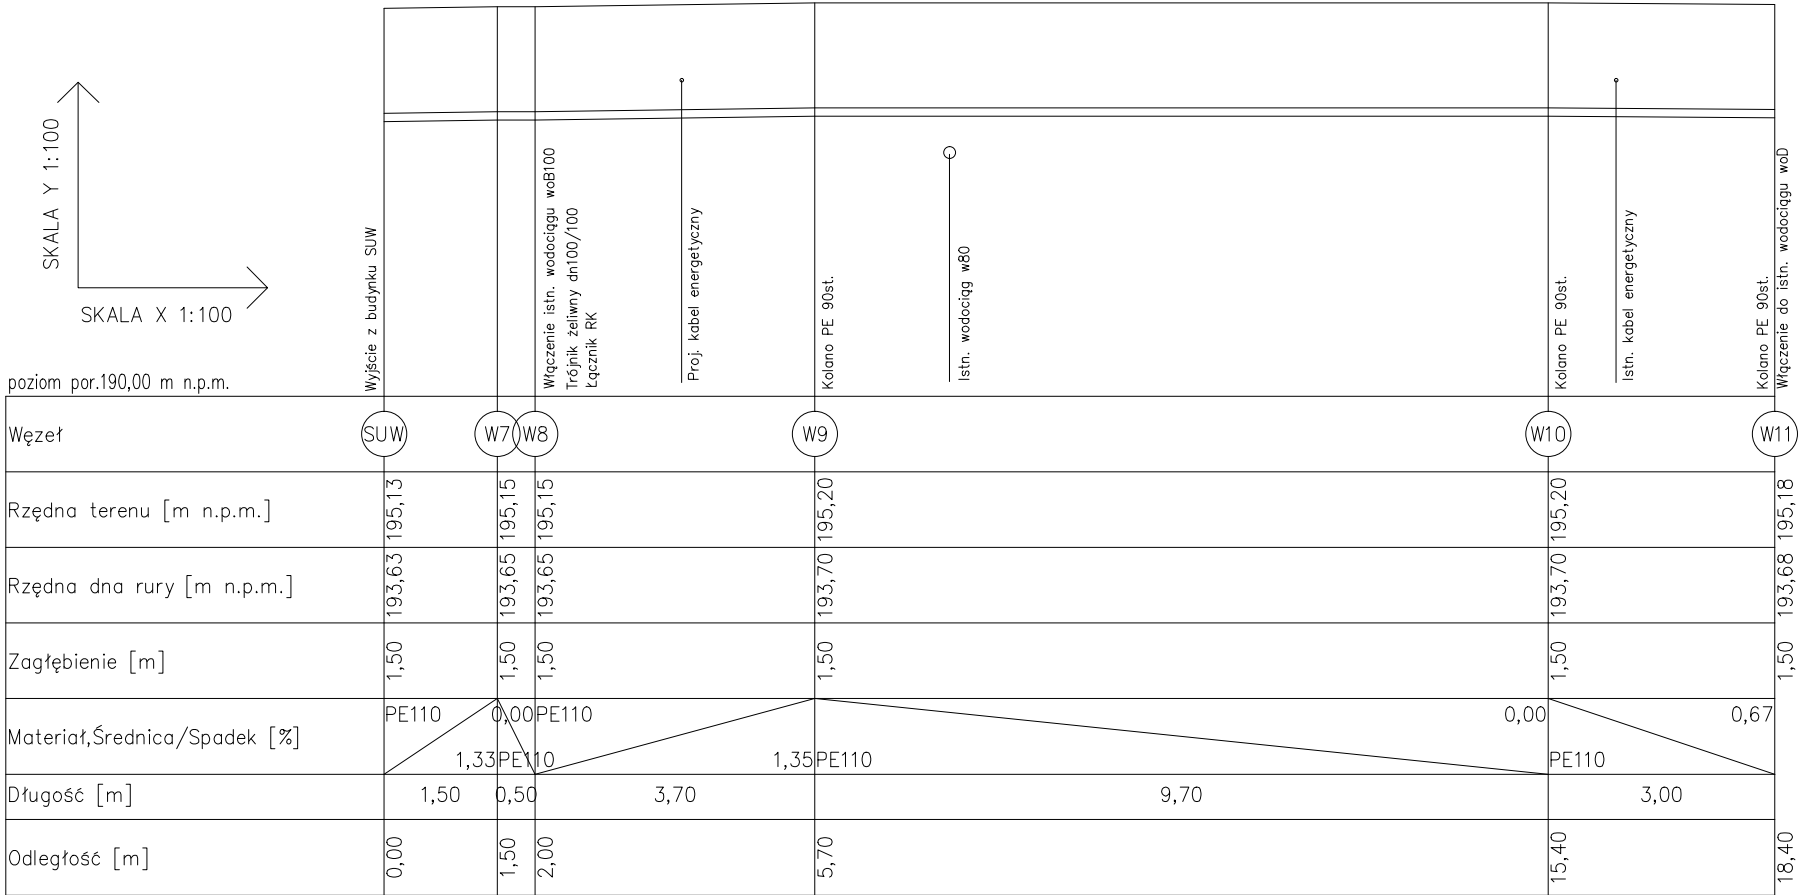 SKALA Y 1:100
SKALA X 1:100
poziom por.190,00 m n.p.m.
Wyjście z budynku SUW
Włączenie istn. wodociągu woB100
Trójnik żeliwny dn100/100
Łącznik RK
Proj. kabel energetyczny
Kolano PE 90st.
Istn. wodociąg w80
Kolano PE 90st.
Istn. kabel energetyczny
Kolano PE 90st.
Włączenie do istn. wodociągu woD
Węzeł SUW W7 W8 W9 W10 W11
Rzędna terenu [m n.p.m.] 195,13 195,15 195,15 195,20 195,20 195,18
Rzędna dna rury [m n.p.m.] 193,63 193,65 193,65 193,70 193,70 193,68
Zagłębienie [m] 1,50 1,50 1,50 1,50 1,50 1,50
PE110 0,00 PE110 0,00 0,67
Materiał,Średnica/Spadek [%]
1,33 PE110 1,35 PE110 PE110
Długość [m] 1,50 0,50 3,70 9,70 3,00
Odległość [m] 0,00 1,50 2,00 5,70 15,40 18,40